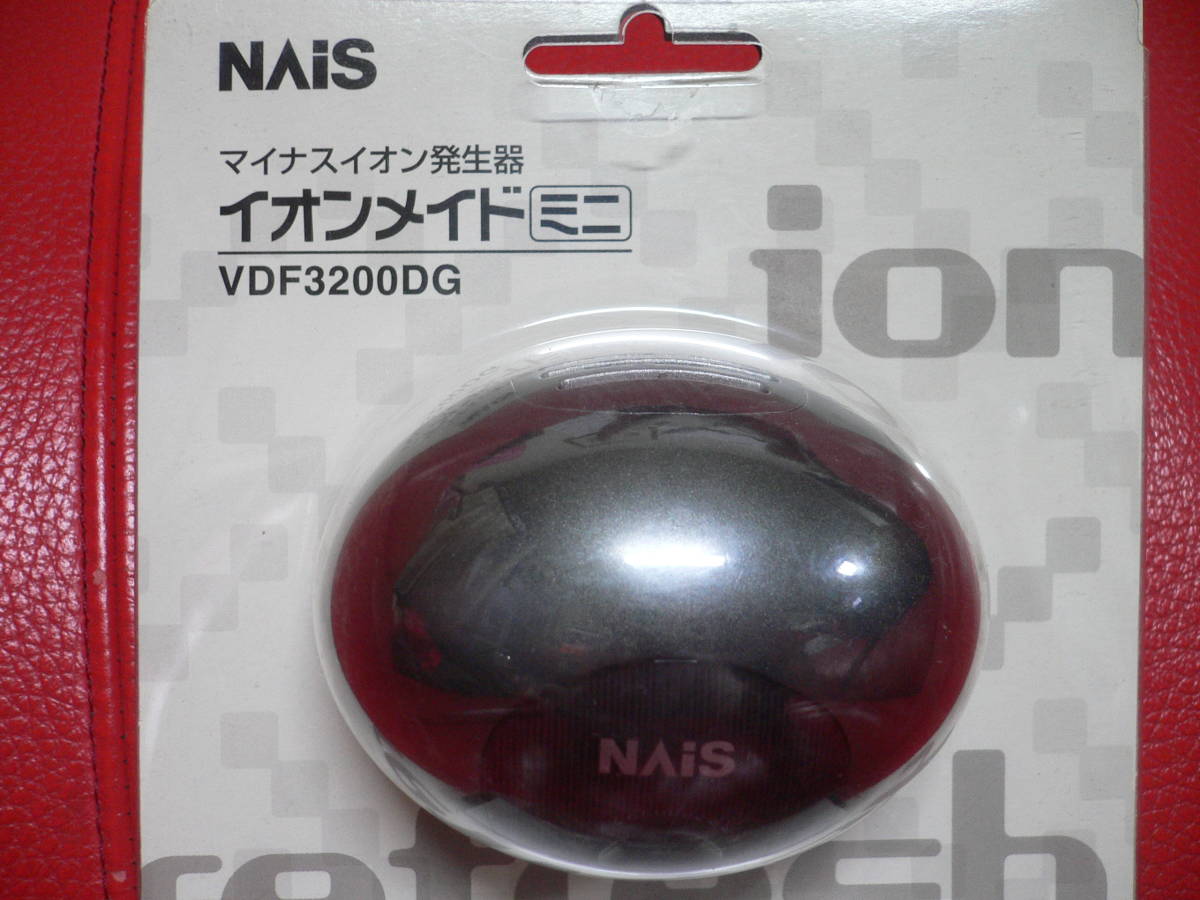 NAiS
マイナスイオン発生器
イオンメイド ミニ
VDF3200DG
ion
NAiS
refresh